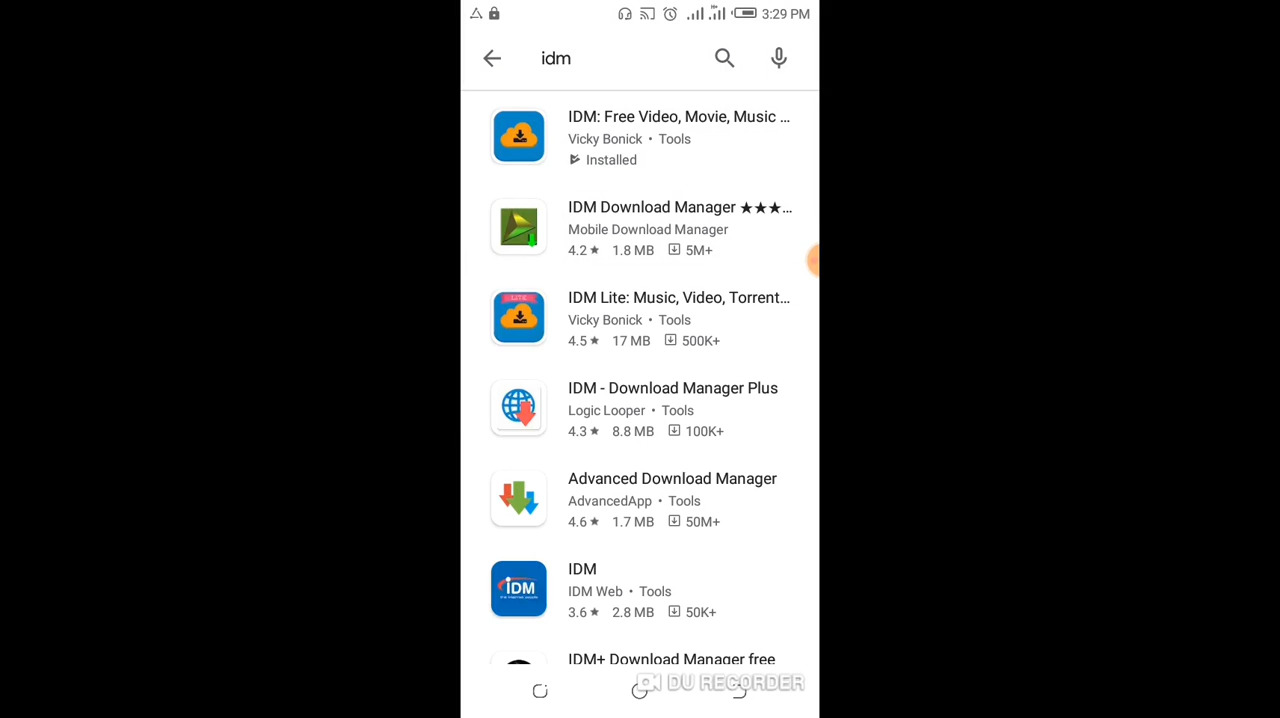 3:29 PM
idm
IDM: Free Video, Movie, Music ...
Vicky Bonick • Tools
Installed
IDM Download Manager ★★★...
Mobile Download Manager
4.2 ★ 1.8 MB 5M+
LITE
IDM Lite: Music, Video, Torrent...
Vicky Bonick • Tools
4.5 ★ 17 MB 500K+
IDM - Download Manager Plus
Logic Looper • Tools
4.3 ★ 8.8 MB 100K+
Advanced Download Manager
AdvancedApp • Tools
4.6 ★ 1.7 MB 50M+
IDM
IDM
IDM Web • Tools
3.6 ★ 2.8 MB 50K+
IDM+ Download Manager free
DU RECORDER